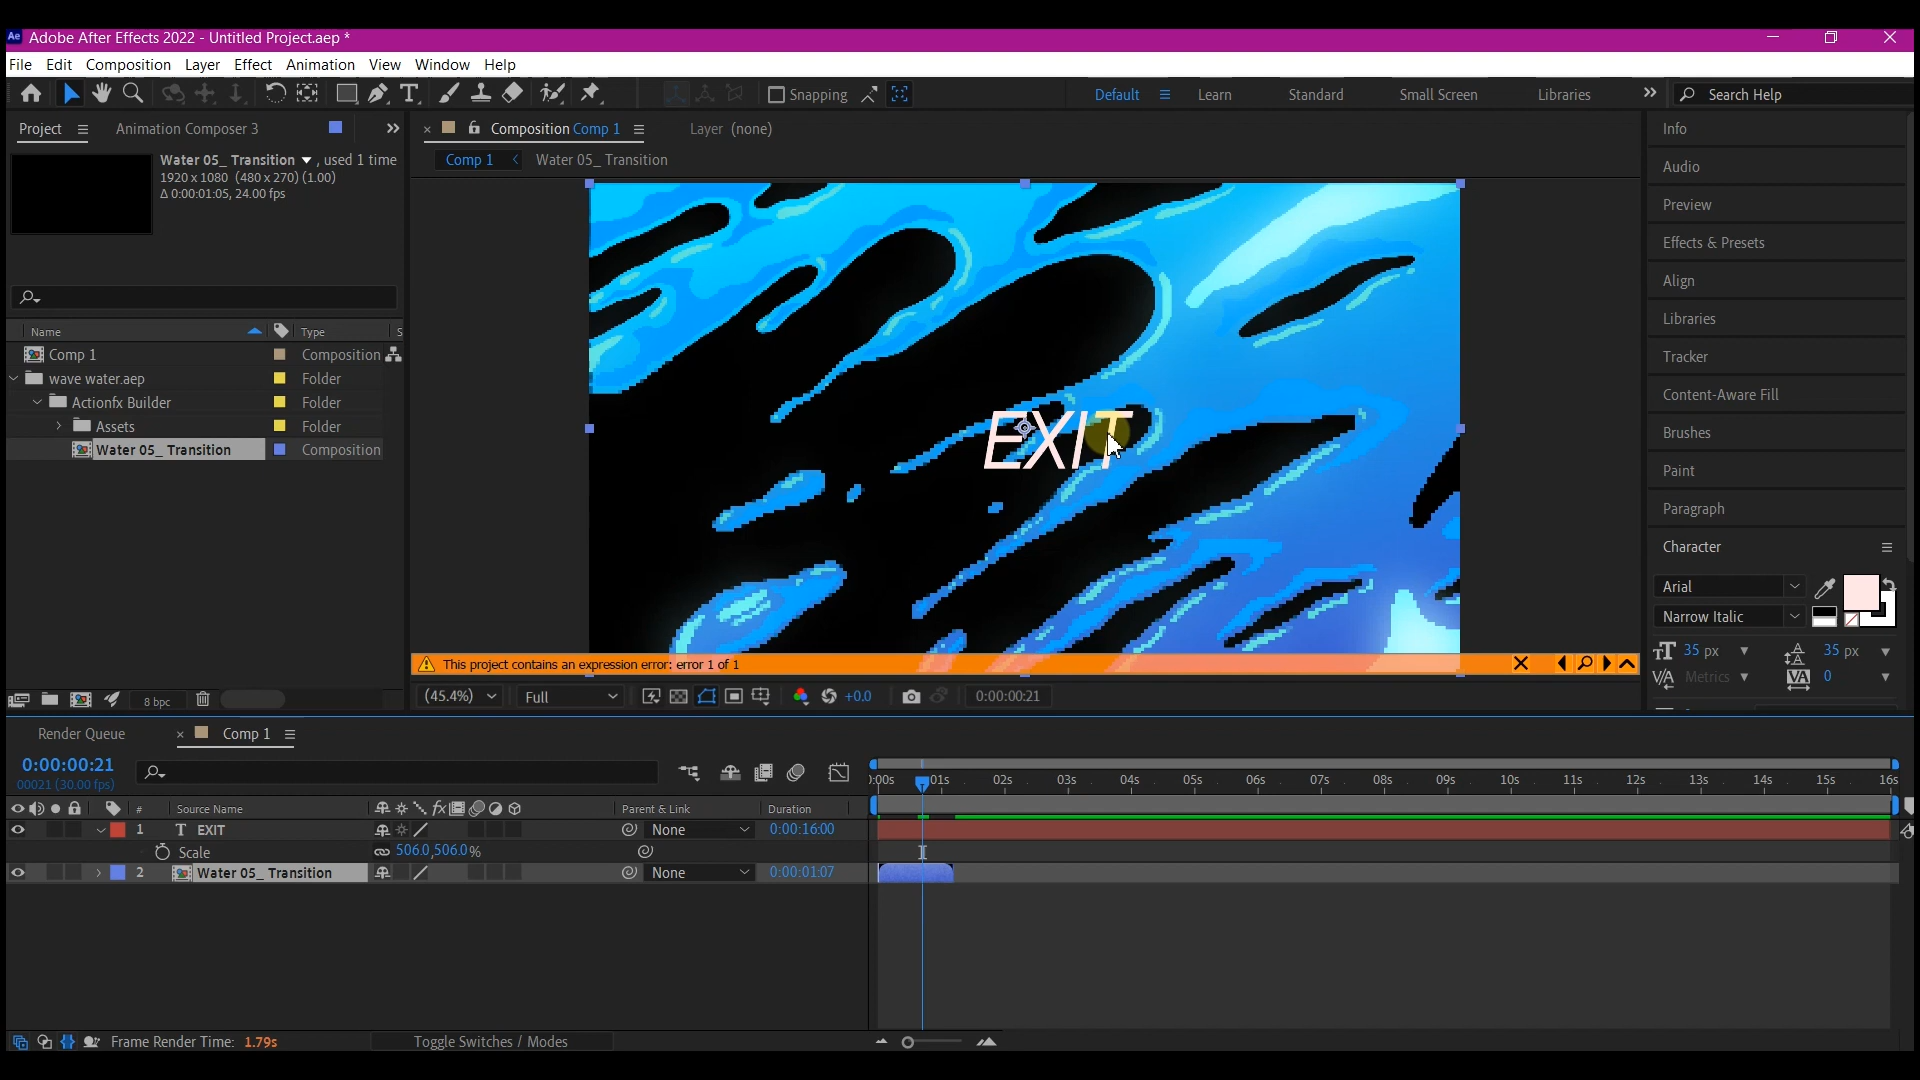 Ae Adobe After Effects 2022 - Untitled Project.aep *
File Edit Composition Layer Effect Animation View Window Help
Snapping Default Learn Standard Small Screen Libraries Search Help
Project Animation Composer 3 Composition Comp 1 Layer (none)
Comp 1 Water 05_ Transition
Water 05_ Transition , used 1 time
1920 x 1080 (480 x 270) (1.00)
Δ 0:00:01:05, 24.00 fps
Name Type S
Comp 1 Composition
wave water.aep Folder
Actionfx Builder Folder
Assets Folder
Water 05_ Transition Composition
8 bpc
EXIT
This project contains an expression error: error 1 of 1
(45.4%) Full +0.0 0:00:00:21
Info
Audio
Preview
Effects & Presets
Align
Libraries
Tracker
Content-Aware Fill
Brushes
Paint
Paragraph
Character
Arial
Narrow Italic
35 px 35 px
Metrics 0
Render Queue Comp 1
0:00:00:21
00021 (30.00 fps)
:00s 01s 02s 03s 04s 05s 06s 07s 08s 09s 10s 11s 12s 13s 14s 15s 16s
# Source Name Parent & Link Duration
1 T EXIT None 0:00:16:00
Scale 506.0,506.0%
2 Water 05_ Transition None 0:00:01:07
Frame Render Time: 1.79s Toggle Switches / Modes